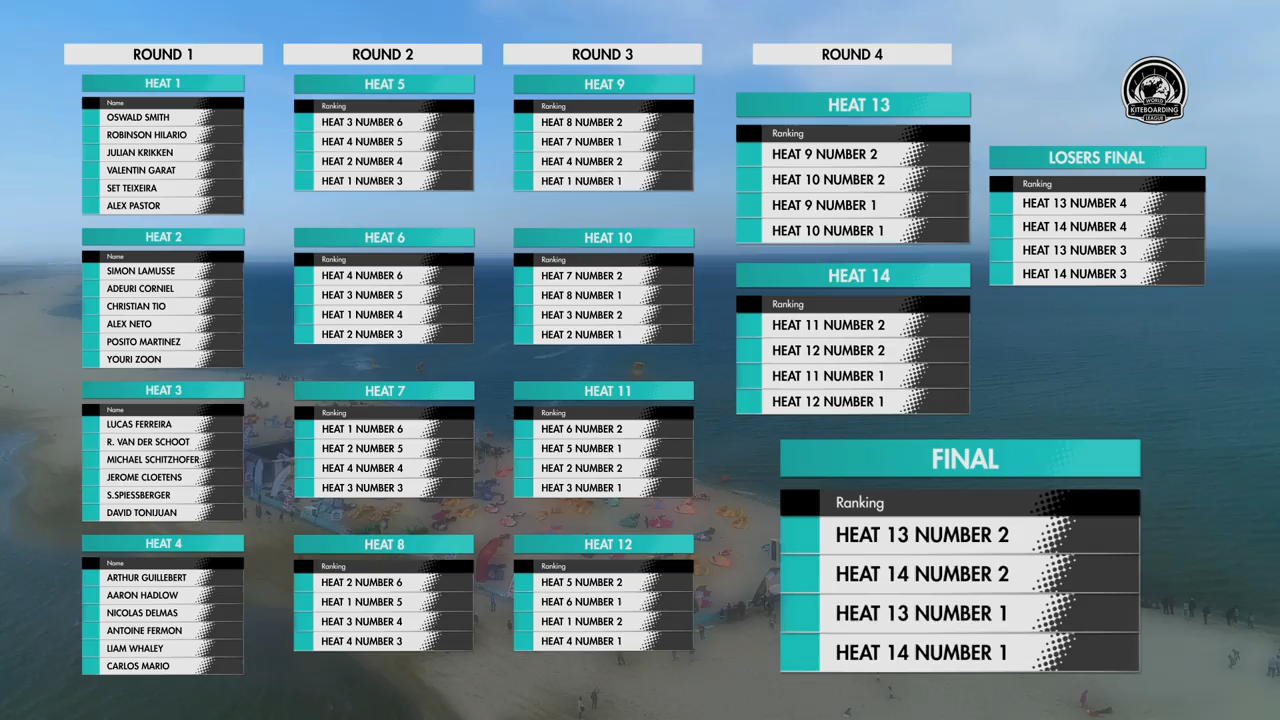 ROUND 1
HEAT 1
Name
OSWALD SMITH
ROBINSON HILARIO
JULIAN KRIKKEN
VALENTIN GARAT
SET TEIXEIRA
ALEX PASTOR
HEAT 2
Name
SIMON LAMUSSE
ADEURI CORNIEL
CHRISTIAN TIO
ALEX NETO
POSITO MARTINEZ
YOURI ZOON
HEAT 3
Name
LUCAS FERREIRA
R. VAN DER SCHOOT
MICHAEL SCHITZHOFER
JEROME CLOETENS
S.SPIESSBERGER
DAVID TONIJUAN
HEAT 4
Name
ARTHUR GUILLEBERT
AARON HADLOW
NICOLAS DELMAS
ANTOINE FERMON
LIAM WHALEY
CARLOS MARIO
ROUND 2
HEAT 5
Ranking
HEAT 3 NUMBER 6
HEAT 4 NUMBER 5
HEAT 2 NUMBER 4
HEAT 1 NUMBER 3
HEAT 6
Ranking
HEAT 4 NUMBER 6
HEAT 3 NUMBER 5
HEAT 1 NUMBER 4
HEAT 2 NUMBER 3
HEAT 7
Ranking
HEAT 1 NUMBER 6
HEAT 2 NUMBER 5
HEAT 4 NUMBER 4
HEAT 3 NUMBER 3
HEAT 8
Ranking
HEAT 2 NUMBER 6
HEAT 1 NUMBER 5
HEAT 3 NUMBER 4
HEAT 4 NUMBER 3
ROUND 3
HEAT 9
Ranking
HEAT 8 NUMBER 2
HEAT 7 NUMBER 1
HEAT 4 NUMBER 2
HEAT 1 NUMBER 1
HEAT 10
Ranking
HEAT 7 NUMBER 2
HEAT 8 NUMBER 1
HEAT 3 NUMBER 2
HEAT 2 NUMBER 1
HEAT 11
Ranking
HEAT 6 NUMBER 2
HEAT 5 NUMBER 1
HEAT 2 NUMBER 2
HEAT 3 NUMBER 1
HEAT 12
Ranking
HEAT 5 NUMBER 2
HEAT 6 NUMBER 1
HEAT 1 NUMBER 2
HEAT 4 NUMBER 1
ROUND 4
HEAT 13
Ranking
HEAT 9 NUMBER 2
HEAT 10 NUMBER 2
HEAT 9 NUMBER 1
HEAT 10 NUMBER 1
HEAT 14
Ranking
HEAT 11 NUMBER 2
HEAT 12 NUMBER 2
HEAT 11 NUMBER 1
HEAT 12 NUMBER 1
WORLD
KITEBOARDING
LEAGUE
LOSERS FINAL
Ranking
HEAT 13 NUMBER 4
HEAT 14 NUMBER 4
HEAT 13 NUMBER 3
HEAT 14 NUMBER 3
FINAL
Ranking
HEAT 13 NUMBER 2
HEAT 14 NUMBER 2
HEAT 13 NUMBER 1
HEAT 14 NUMBER 1